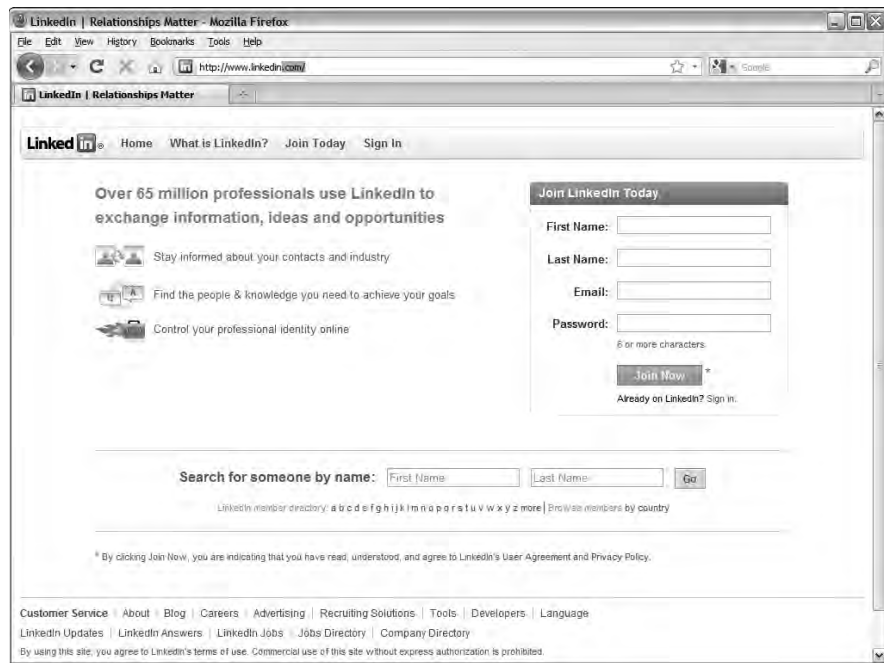 LinkedIn | Relationships Matter - Mozilla Firefox
File Edit View History Bookmarks Tools Help
http://www.linkedin.com/ Google
LinkedIn | Relationships Matter
Linked in ® Home What is LinkedIn? Join Today Sign In
Over 65 million professionals use LinkedIn to
exchange information, ideas and opportunities
Stay informed about your contacts and industry
Find the people & knowledge you need to achieve your goals
Control your professional identity online
Join LinkedIn Today
First Name:
Last Name:
Email:
Password:
6 or more characters
Join Now *
Already on LinkedIn? Sign in.
Search for someone by name: First Name Last Name Go
LinkedIn member directory: a b c d e f g h i j k l m n o p q r s t u v w x y z more | Browse members by country
* By clicking Join Now, you are indicating that you have read, understood, and agree to LinkedIn's User Agreement and Privacy Policy.
Customer Service | About | Blog | Careers | Advertising | Recruiting Solutions | Tools | Developers | Language
LinkedIn Updates | LinkedIn Answers | LinkedIn Jobs | Jobs Directory | Company Directory
By using this site, you agree to LinkedIn's terms of use. Commercial use of this site without express authorization is prohibited.